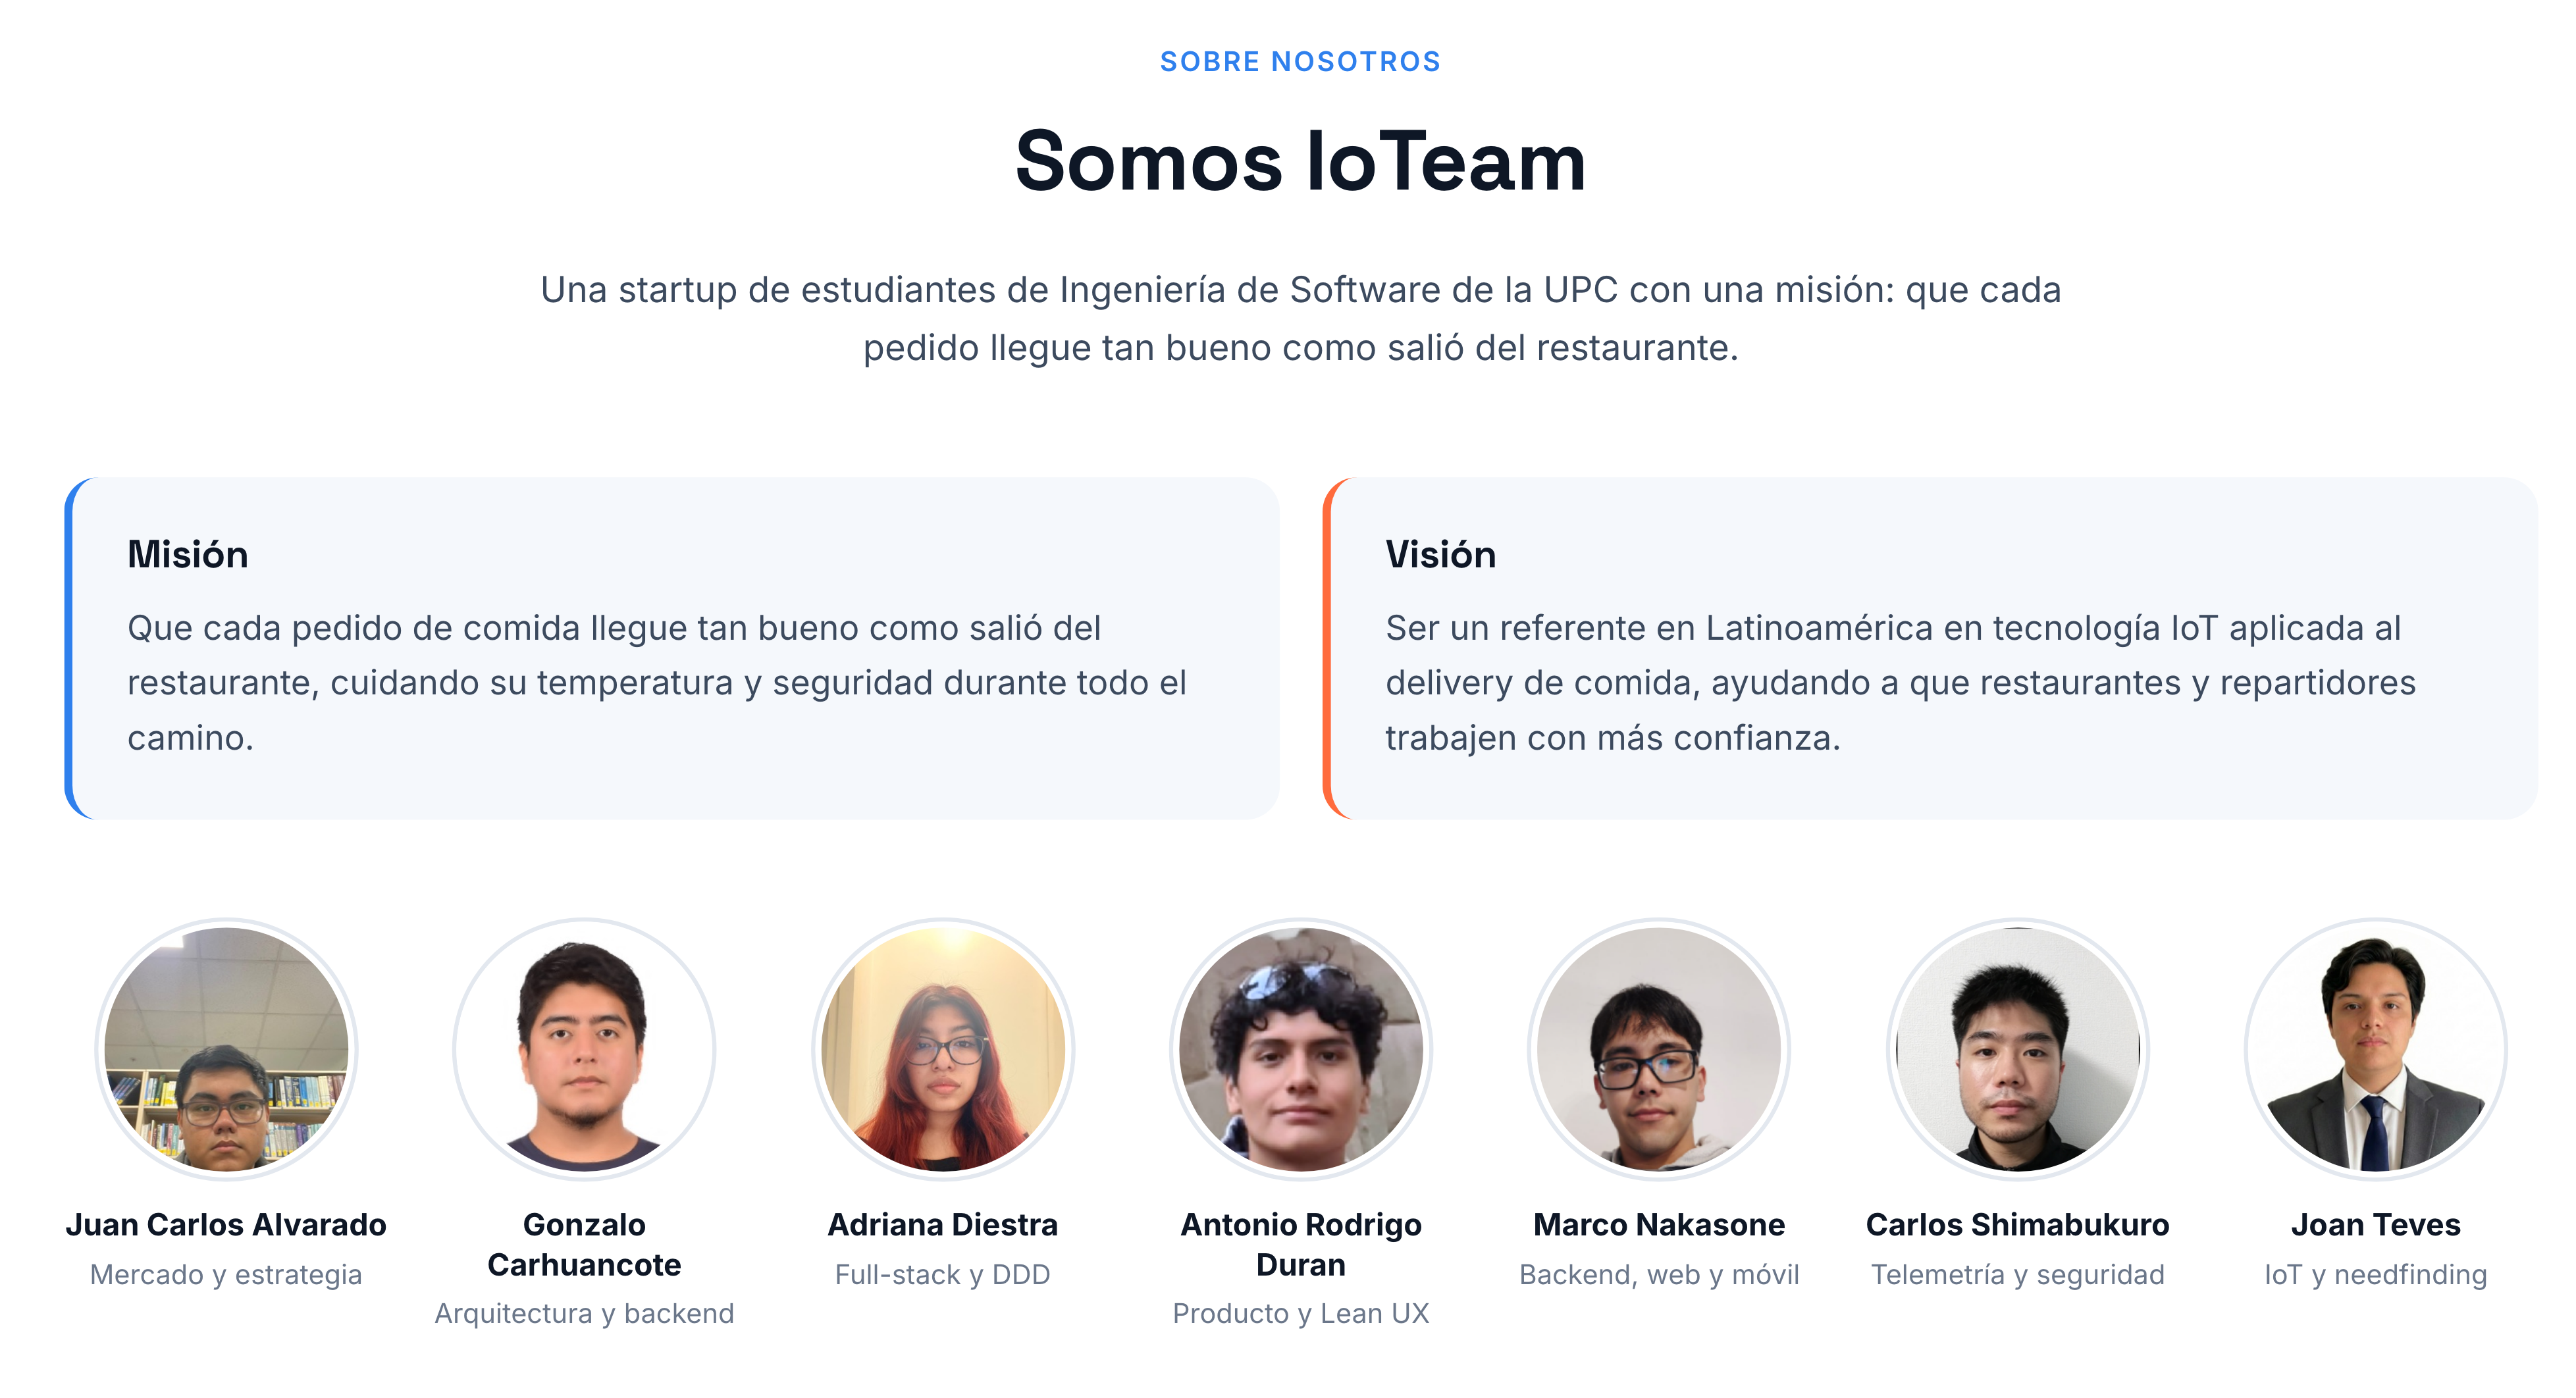 SOBRE NOSOTROS
Somos IoTeam
Una startup de estudiantes de Ingeniería de Software de la UPC con una misión: que cada
pedido llegue tan bueno como salió del restaurante.
Misión
Que cada pedido de comida llegue tan bueno como salió del
restaurante, cuidando su temperatura y seguridad durante todo el
camino.
Visión
Ser un referente en Latinoamérica en tecnología IoT aplicada al
delivery de comida, ayudando a que restaurantes y repartidores
trabajen con más confianza.
Juan Carlos Alvarado
Mercado y estrategia
Gonzalo
Carhuancote
Arquitectura y backend
Adriana Diestra
Full-stack y DDD
Antonio Rodrigo
Duran
Producto y Lean UX
Marco Nakasone
Backend, web y móvil
Carlos Shimabukuro
Telemetría y seguridad
Joan Teves
IoT y needfinding